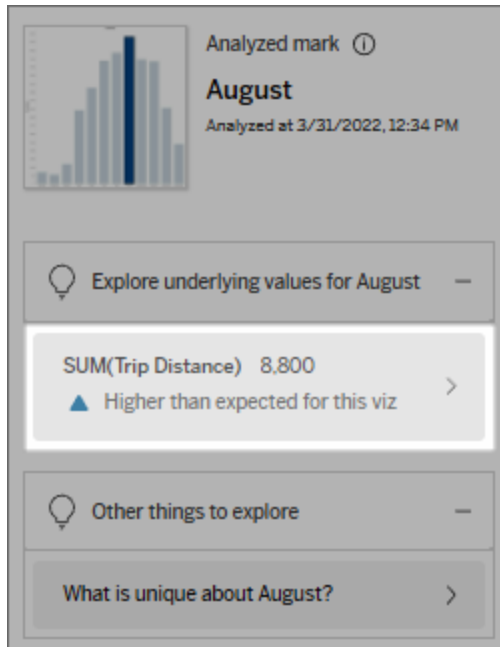 Analyzed mark
August
Analyzed at 3/31/2022, 12:34 PM
Explore underlying values for August
SUM(Trip Distance) 8,800
Higher than expected for this viz
Other things to explore
What is unique about August?